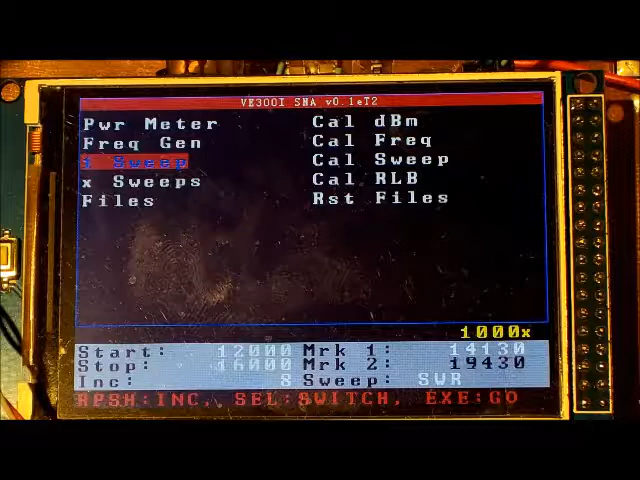 VE3OOI SNA v0.1eT2
Pwr Meter Cal dBm
Freq Gen Cal Freq
1 Sweep Cal Sweep
x Sweeps Cal RLB
Files Rst Files
1000x
Start: 12000 Mrk 1: 14130
Stop: 16000 Mrk 2: 19430
Inc: 8 Sweep: SWR
RPSH:INC, SEL:SWITCH, EXE:GO